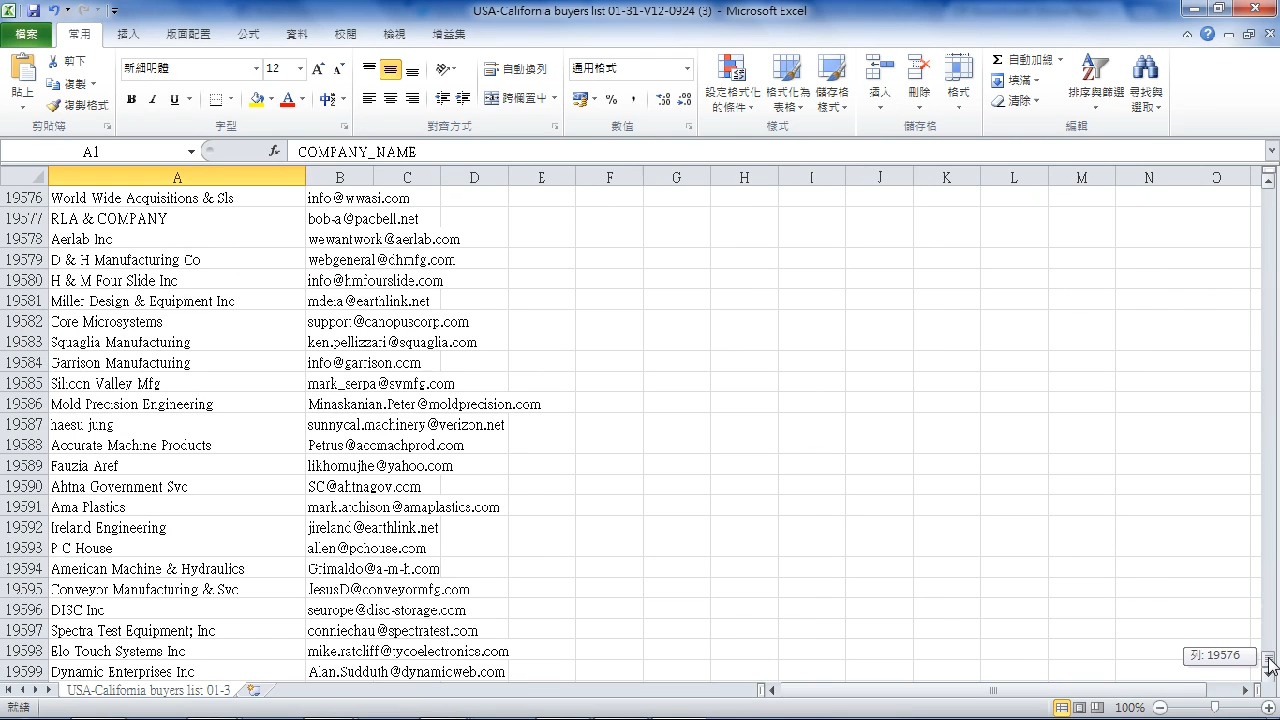 USA-California buyers list 01-31-V12-0924 (3) - Microsoft Excel
檔案 常用 插入 版面配置 公式 資料 校閱 檢視 增益集
貼上 剪下 複製 複製格式 剪貼簿
新細明體 12 B I U 中 字型
自動換列 跨欄置中 對齊方式
通用格式 % , 數值
設定格式化的條件 格式化為表格 儲存格樣式 樣式
插入 刪除 格式 儲存格
自動加總 填滿 清除 排序與篩選 尋找與選取 編輯
A1 fx COMPANY_NAME
A B C D E F G H I J K L M N O
19576 World Wide Acquisitions & Sls info@wwasi.com
19577 RLA & COMPANY bob-a@pacbell.net
19578 Aerlab Inc wewantwork@aerlab.com
19579 D & H Manufacturing Co webgeneral@dhmfg.com
19580 H & M Four Slide Inc info@hmfourslide.com
19581 Miller Design & Equipment Inc mdela@earthlink.net
19582 Core Microsystems support@canopuscorp.com
19583 Squaglia Manufacturing ken.pellizzari@squaglia.com
19584 Garrison Manufacturing info@garrison.com
19585 Silicon Valley Mfg mark_serpa@svmfg.com
19586 Mold Precision Engineering Minaskanian.Peter@moldprecision.com
19587 haesu jung sunnycal.machinery@verizon.net
19588 Accurate Machine Products Petrus@accmachprod.com
19589 Fauzia Aref likhomujhe@yahoo.com
19590 Ahtna Government Svc SC@ahtnagov.com
19591 Ama Plastics mark.atchison@amaplastics.com
19592 Ireland Engineering jireland@earthlink.net
19593 P C House allen@pchouse.com
19594 American Machine & Hydraulics Grimaldo@a-m-h.com
19595 Conveyor Manufacturing & Svc JesusD@conveyormfg.com
19596 DISC Inc seurope@disc-storage.com
19597 Spectra Test Equipment; Inc conniechau@spectratest.com
19598 Elo Touch Systems Inc mike.ratcliff@tycoelectronics.com
列: 19576
19599 Dynamic Enterprises Inc Alan.Sudduth@dynamicweb.com
USA-California buyers list 01-3
就緒 100%